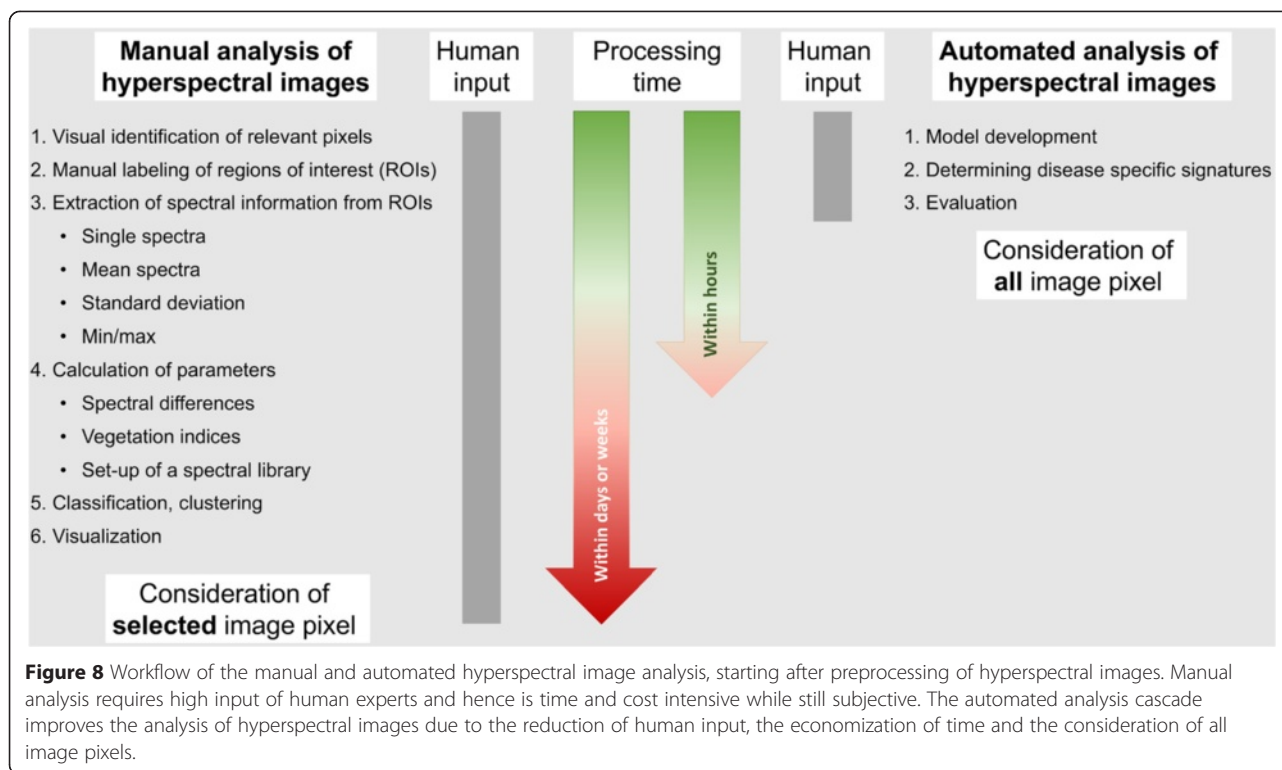 Manual analysis of
hyperspectral images
Human
input
Processing
time
Human
input
Automated analysis of
hyperspectral images
1. Visual identification of relevant pixels
2. Manual labeling of regions of interest (ROIs)
3. Extraction of spectral information from ROIs
• Single spectra
• Mean spectra
• Standard deviation
• Min/max
4. Calculation of parameters
• Spectral differences
• Vegetation indices
• Set-up of a spectral library
5. Classification, clustering
6. Visualization
Consideration of
selected image pixel
Within days or weeks
Within hours
1. Model development
2. Determining disease specific signatures
3. Evaluation
Consideration of
all image pixel
Figure 8 Workflow of the manual and automated hyperspectral image analysis, starting after preprocessing of hyperspectral images. Manual
analysis requires high input of human experts and hence is time and cost intensive while still subjective. The automated analysis cascade
improves the analysis of hyperspectral images due to the reduction of human input, the economization of time and the consideration of all
image pixels.